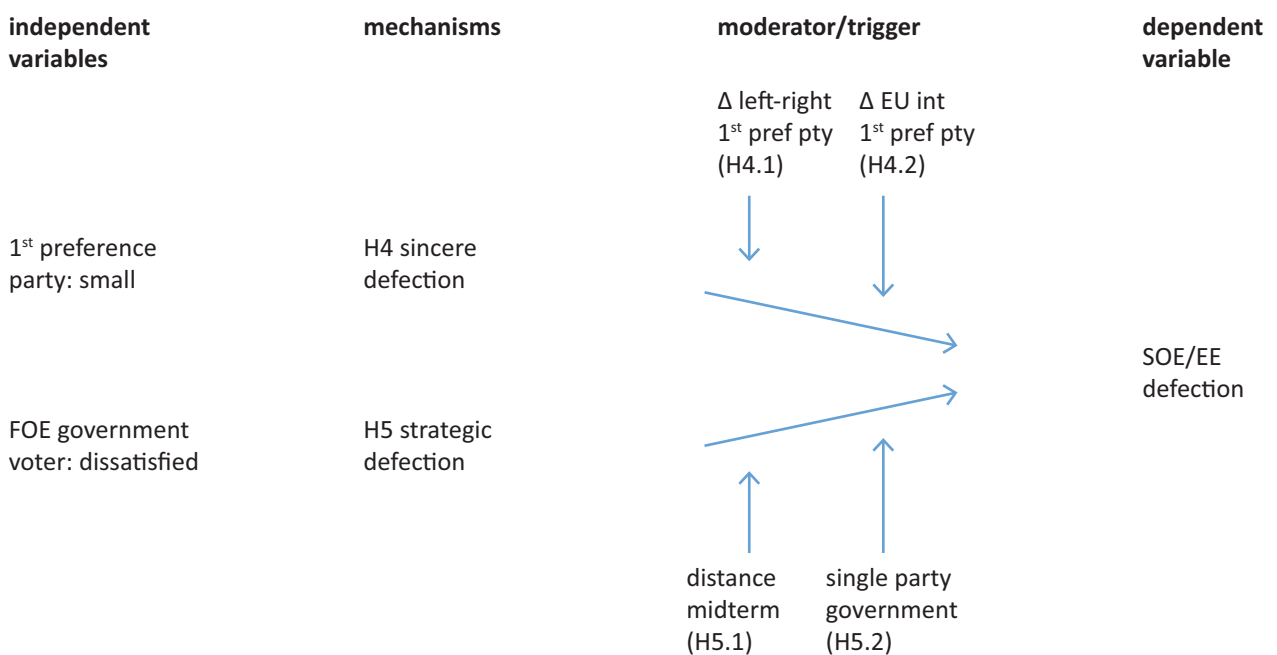 independent
variables
mechanisms
moderator/trigger
dependent
variable
Δ left-right
1st pref pty
(H4.1)
Δ EU int
1st pref pty
(H4.2)
1st preference
party: small
H4 sincere
defection
SOE/EE
defection
FOE government
voter: dissatisfied
H5 strategic
defection
distance
midterm
(H5.1)
single party
government
(H5.2)